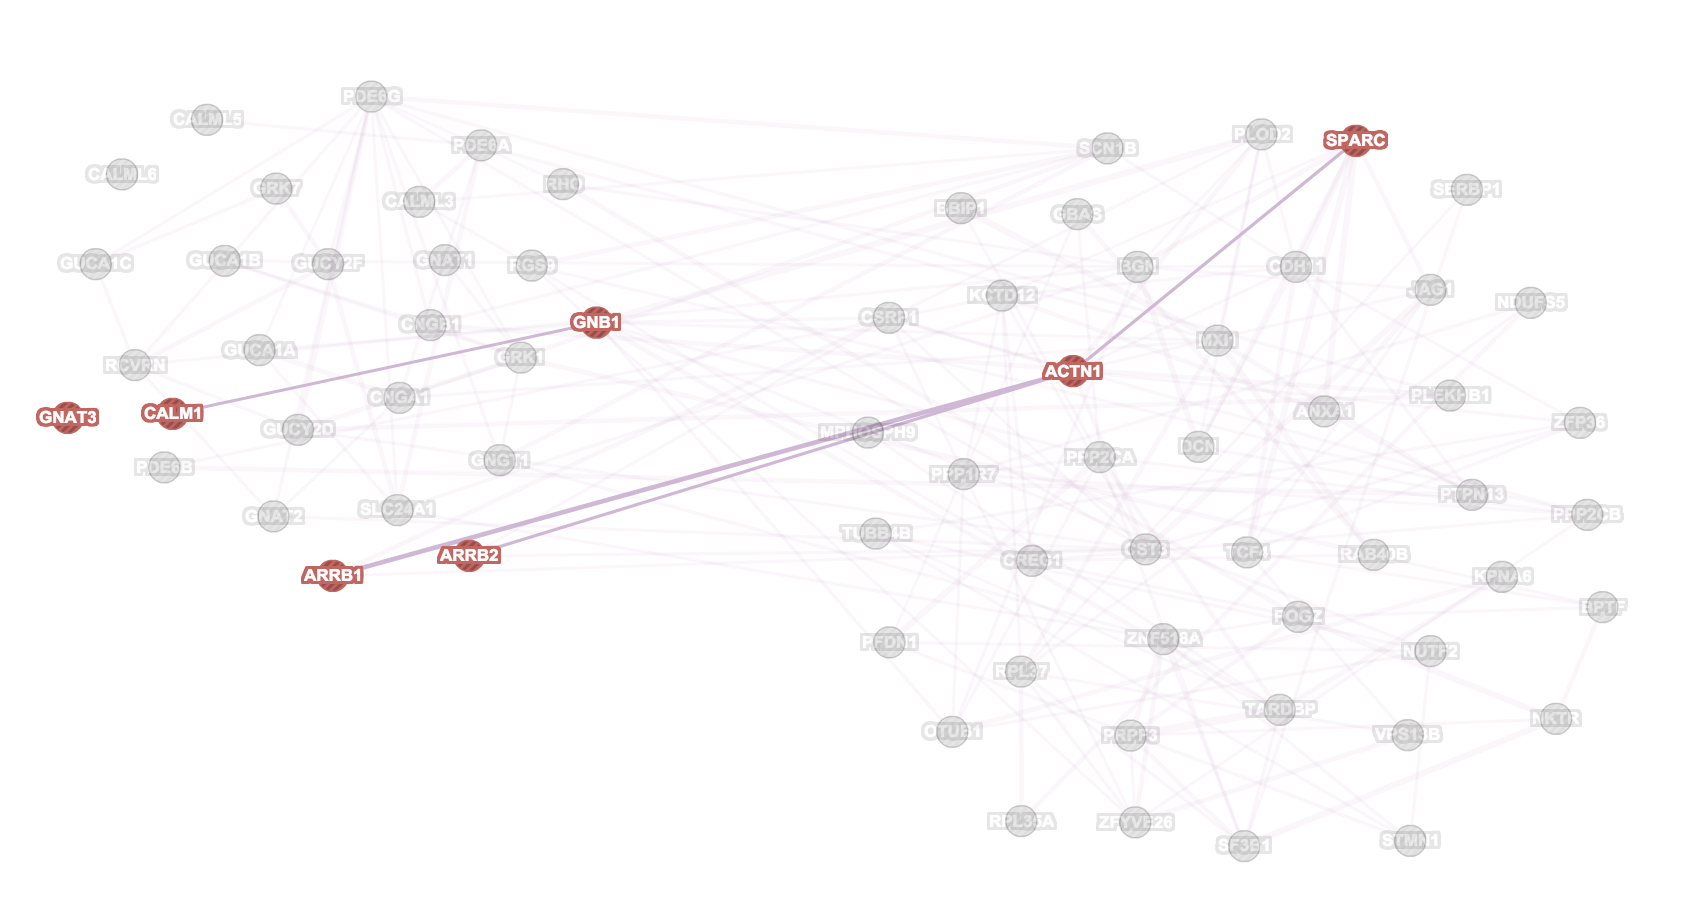 PDE6G
CALML5
PLOD2
SPARC
PDE6A
SCN1B
CALML6
RHO
GRK7
SERBP1
CALML3
BBIP1
GBAS
GUCA1C
GUCA1B
GUCY2F
GNAT1
RGS9
BGN
CDH11
KCTD12
JAG1
NDUFS5
GNB1
CNGB1
CSRP1
MXI1
GUCA1A
GRK1
RCVRN
ACTN1
CNGA1
PLEKHB1
GNAT3
CALM1
ANXA1
ZFP36
GUCY2D
MPHOSPH9
DCN
PDE6B
GNGT1
PPP2CA
PPP1R7
PTPN13
SLC24A1
GNAT2
PPP2CB
TUBB4B
ARRB2
CST3
TCF4
RAB40B
CREG1
ARRB1
KPNA6
BPTF
POGZ
PFDN1
ZNF518A
NUTF2
RPL37
TARDBP
NKTR
OTUB1
PRPF3
VPS13B
RPL35A
ZFYVE26
SF3B1
STMN1